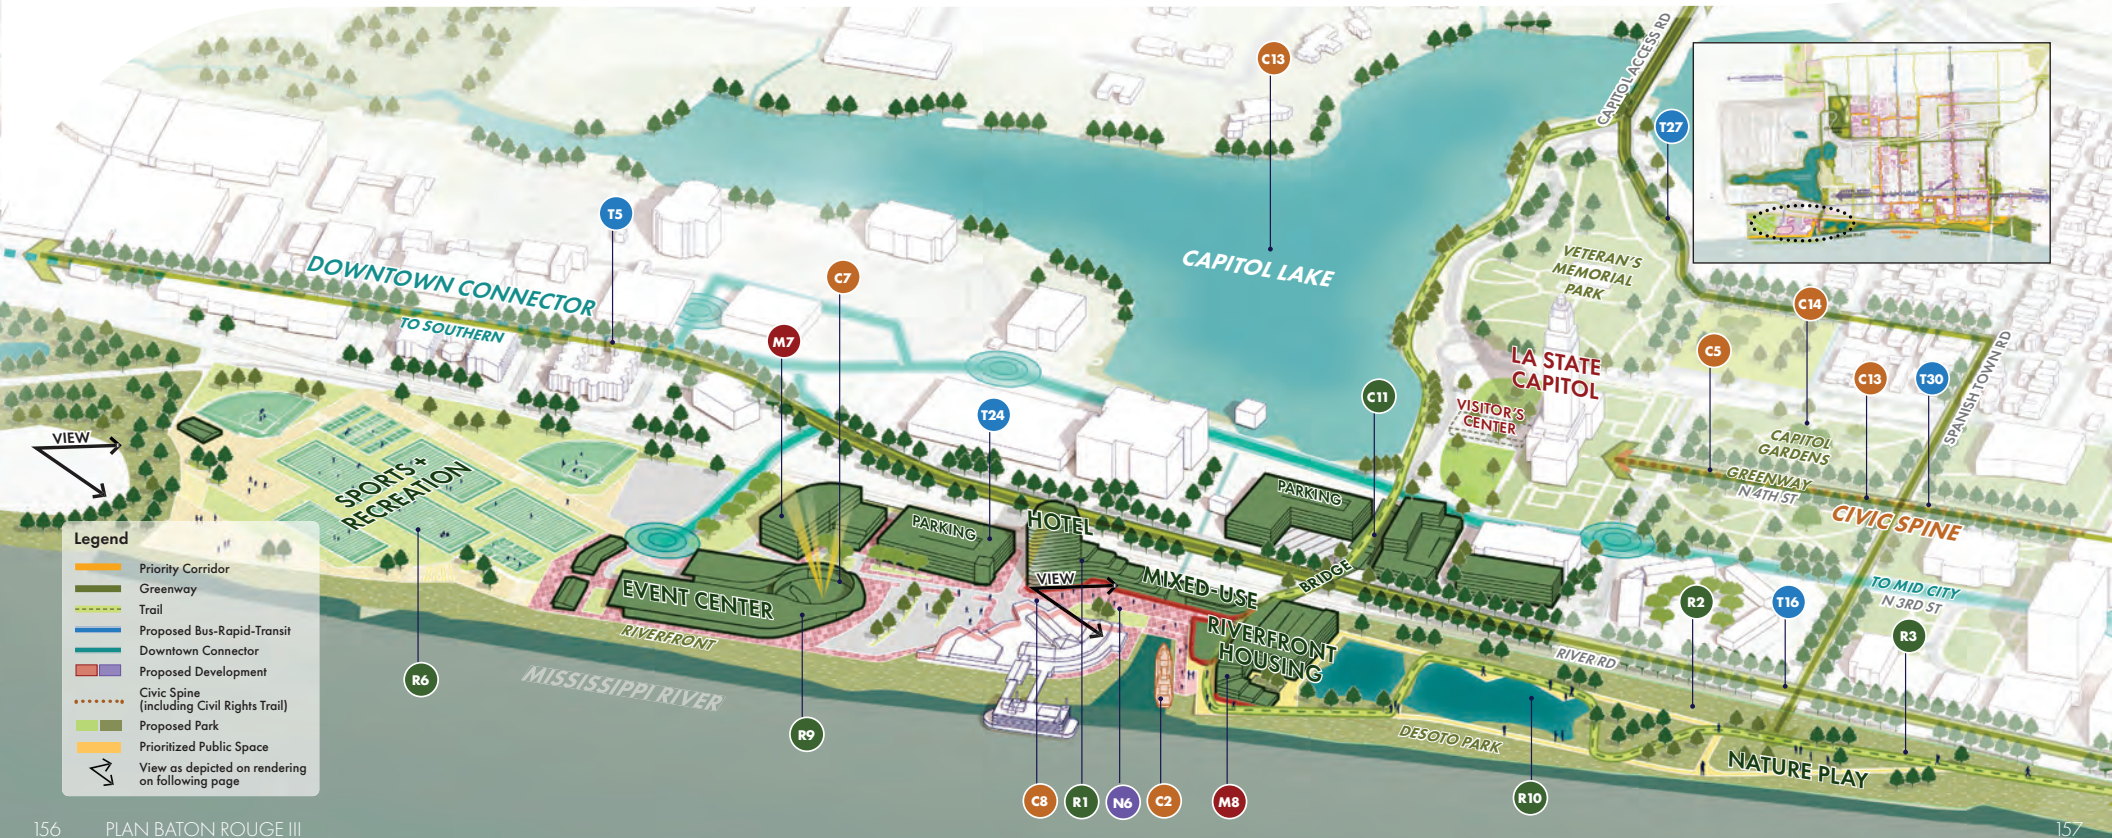 C13
CAPITOL ACCESS RD
T27
T5
C7
CAPITOL LAKE
VETERAN'S
MEMORIAL
PARK
DOWNTOWN CONNECTOR
TO SOUTHERN
M7
C14
C5
C13
T30
SPANISH TOWN RD
LA STATE
CAPITOL
VISITOR'S
CENTER
C11
T24
VIEW
SPORTS +
RECREATION
CAPITOL
GARDENS
GREENWAY
N 4TH ST
CIVIC SPINE
PARKING
PARKING
HOTEL
VIEW
MIXED-USE
BRIDGE
EVENT CENTER
RIVERFRONT
RIVERFRONT
HOUSING
TO MID CITY
N 3RD ST
R2
T16
R3
RIVER RD
R6
MISSISSIPPI RIVER
R9
DESOTO PARK
NATURE PLAY
C8
R1
N6
C2
M8
R10
Legend
Priority Corridor
Greenway
Trail
Proposed Bus-Rapid-Transit
Downtown Connector
Proposed Development
Civic Spine
(including Civil Rights Trail)
Proposed Park
Prioritized Public Space
View as depicted on rendering
on following page
156 PLAN BATON ROUGE III
157